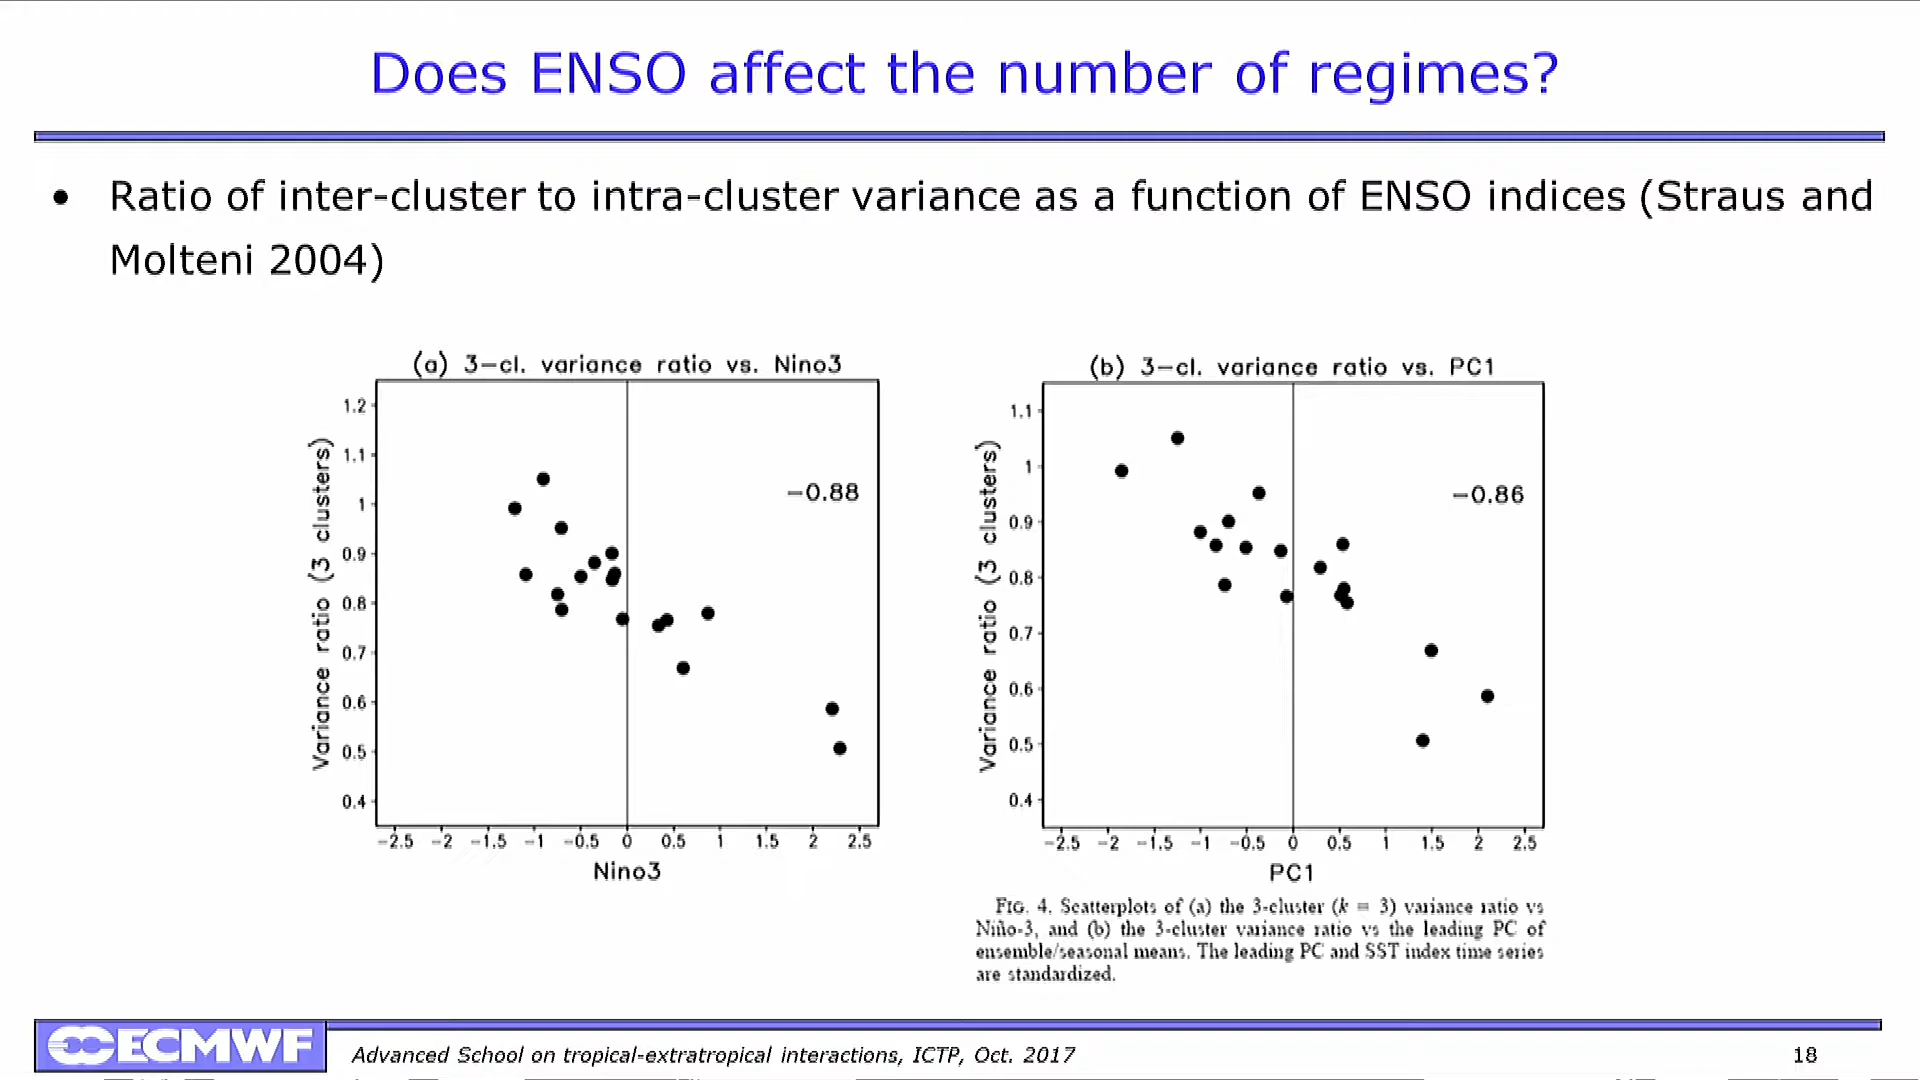 Does ENSO affect the number of regimes?
• Ratio of inter-cluster to intra-cluster variance as a function of ENSO indices (Straus and
Molteni 2004)
(a) 3-cl. variance ratio vs. Nino3
Variance ratio (3 clusters)
1.2
1.1
1
0.9
0.8
0.7
0.6
0.5
0.4
-0.88
-2.5 -2 -1.5 -1 -0.5 0 0.5 1 1.5 2 2.5
Nino3
(b) 3-cl. variance ratio vs. PC1
Variance ratio (3 clusters)
1.1
1
0.9
0.8
0.7
0.6
0.5
0.4
-0.86
-2.5 -2 -1.5 -1 -0.5 0 0.5 1 1.5 2 2.5
PC1
FIG. 4. Scatterplots of (a) the 3-cluster (k = 3) variance ratio vs
Niño-3, and (b) the 3-cluster variance ratio vs the leading PC of
ensemble/seasonal means. The leading PC and SST index time series
are standardized.
ECMWF
Advanced School on tropical-extratropical interactions, ICTP, Oct. 2017
18